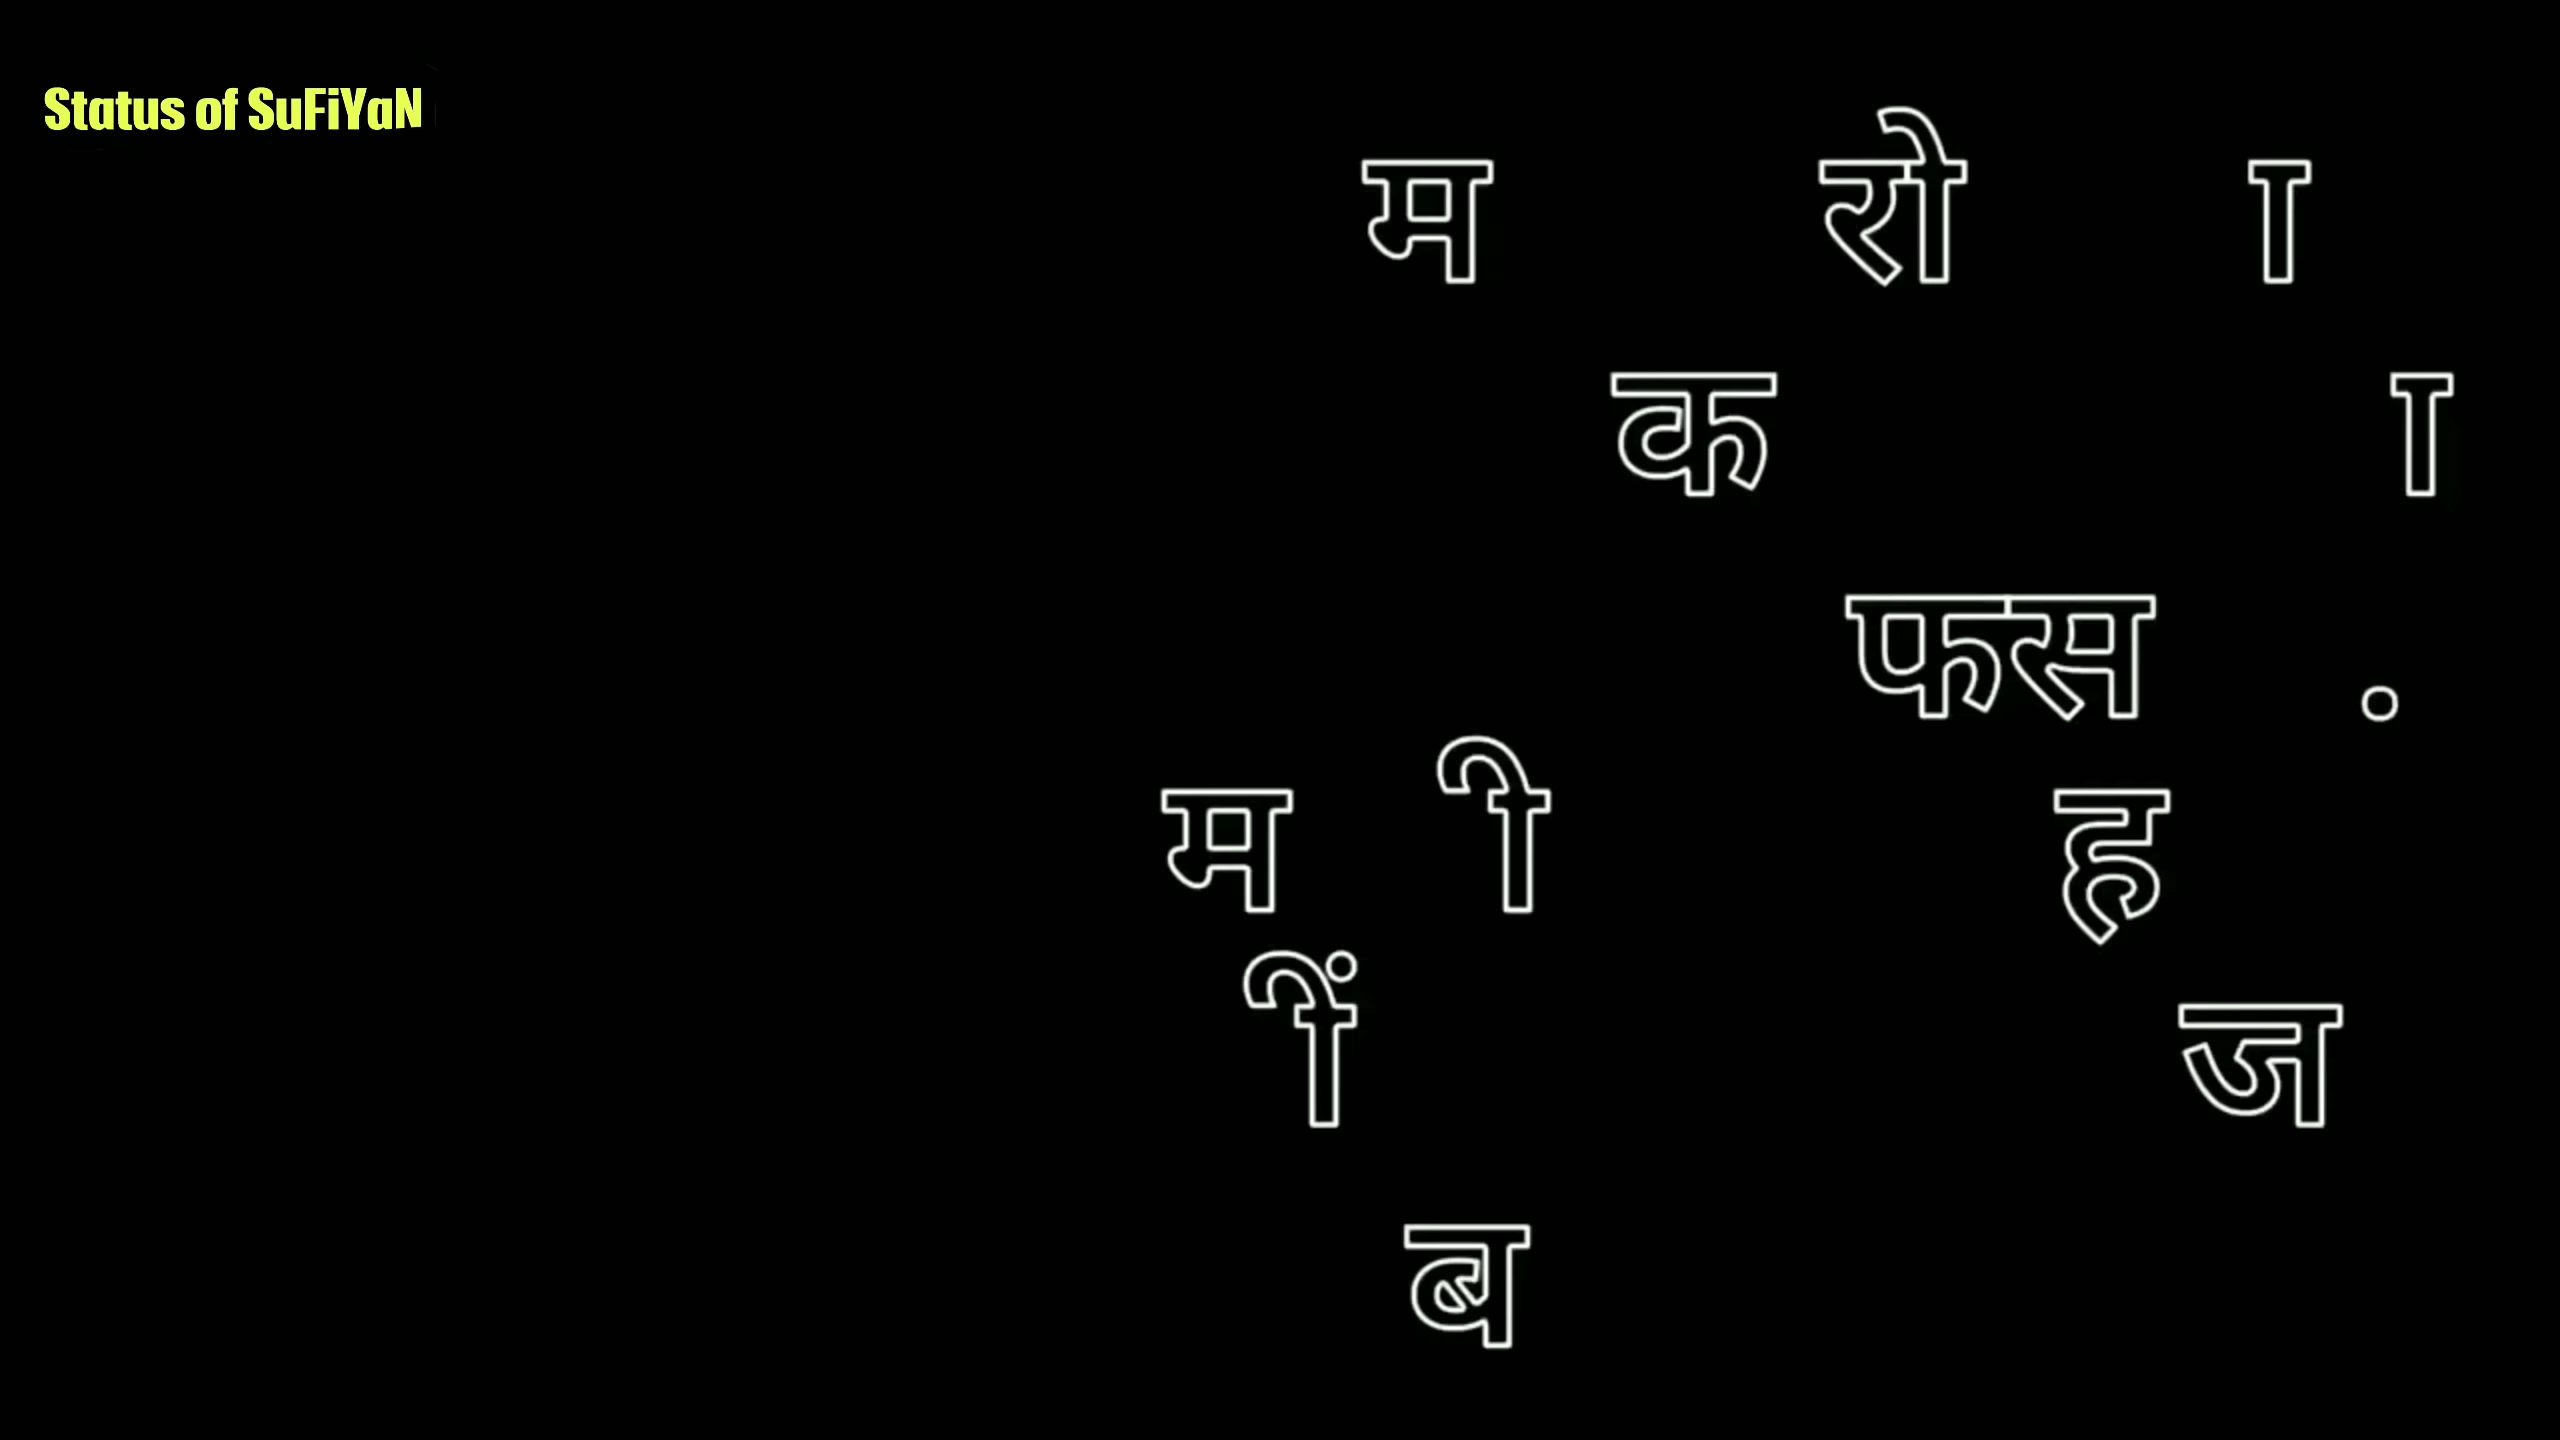 Status of SuFiYaN
म रो ा
क ा
फस .
म ी ह
ीं ज
ब